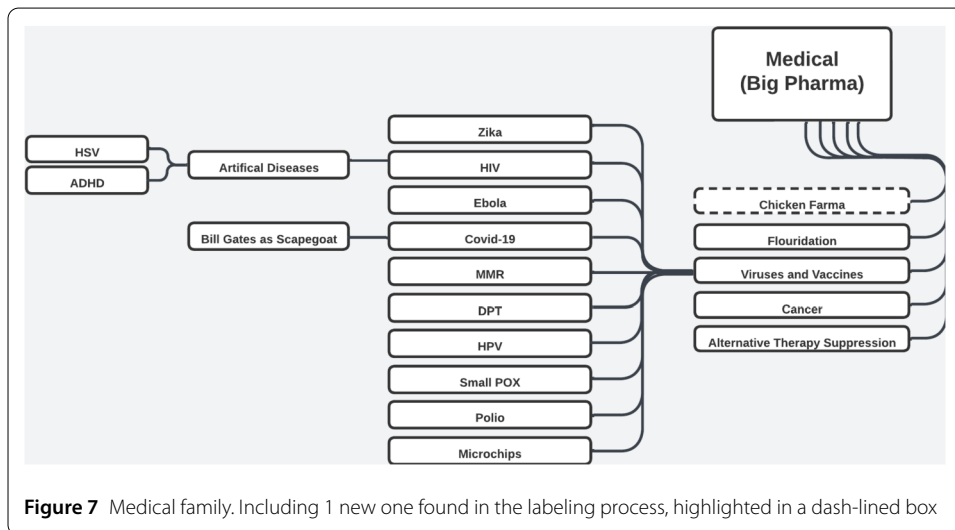 Medical
(Big Pharma)
Zika
HSV
Artifical Diseases
HIV
ADHD
Ebola
Chicken Farma
Bill Gates as Scapegoat
Covid-19
Flouridation
MMR
Viruses and Vaccines
DPT
Cancer
HPV
Alternative Therapy Suppression
Small POX
Polio
Microchips
Figure 7 Medical family. Including 1 new one found in the labeling process, highlighted in a dash-lined box